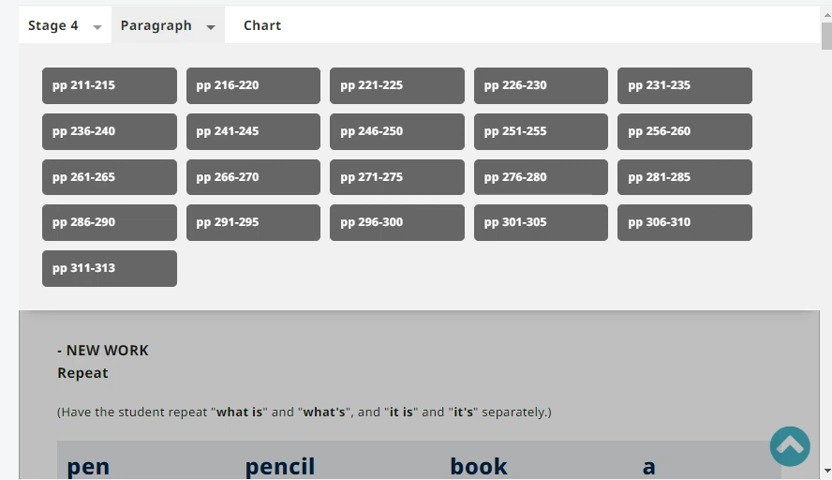 Stage 4 Paragraph Chart
pp 211-215 pp 216-220 pp 221-225 pp 226-230 pp 231-235
pp 236-240 pp 241-245 pp 246-250 pp 251-255 pp 256-260
pp 261-265 pp 266-270 pp 271-275 pp 276-280 pp 281-285
pp 286-290 pp 291-295 pp 296-300 pp 301-305 pp 306-310
pp 311-313
- NEW WORK
Repeat
(Have the student repeat "what is" and "what's", and "it is" and "it's" separately.)
pen pencil book a